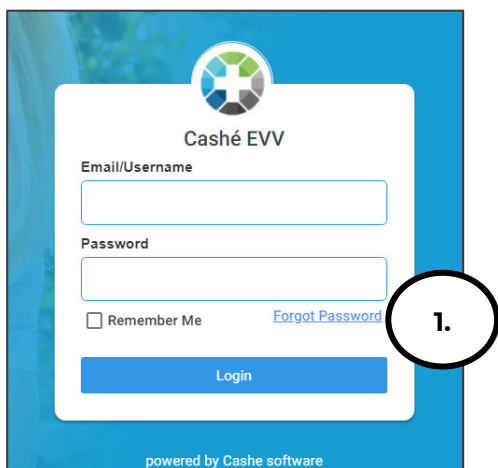 Cashé EVV
Email/Username
Password
Remember Me Forgot Password
1.
Login
powered by Cashe software